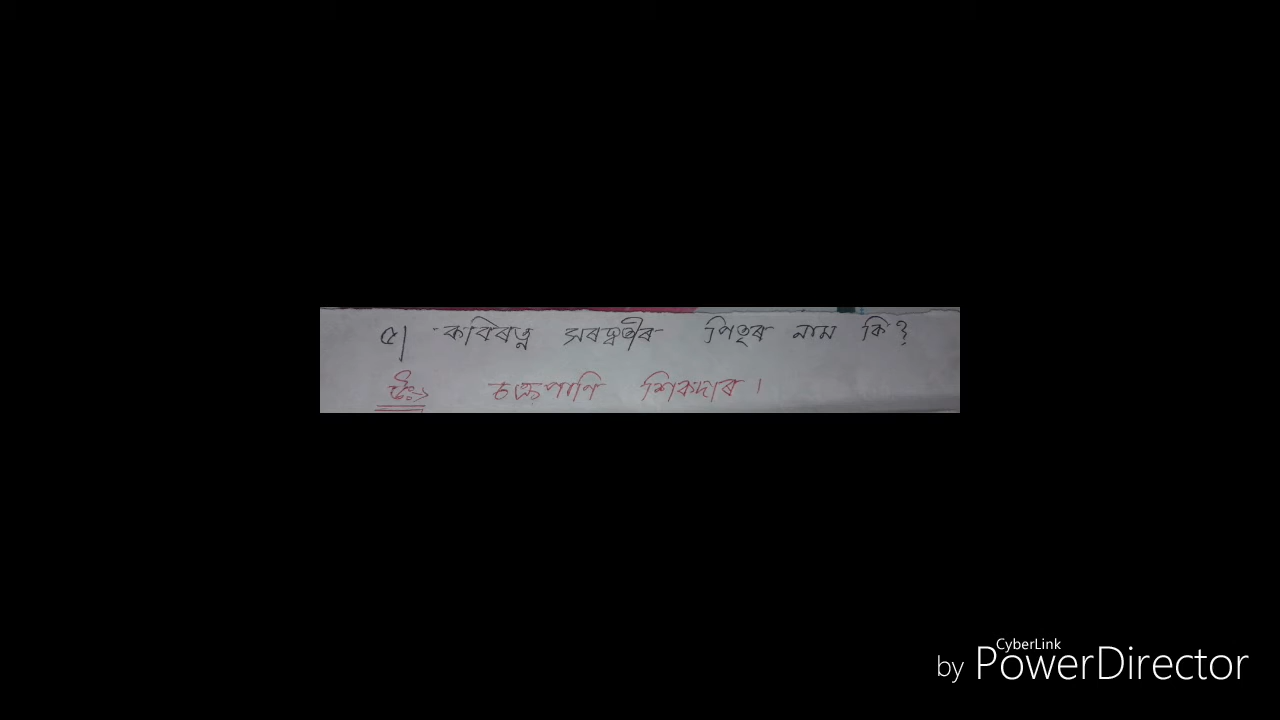 ৫| কবিৰত্ন সৰস্বতীৰ পিতৃৰ নাম কি?
উঃ→ চক্ৰপাণি শিকদাৰ।
CyberLink
by PowerDirector